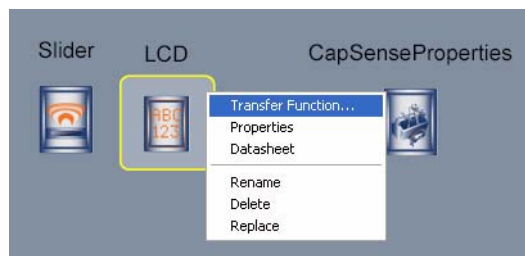 Slider
LCD
CapSenseProperties
ABC
123
Transfer Function...
Properties
Datasheet
Rename
Delete
Replace